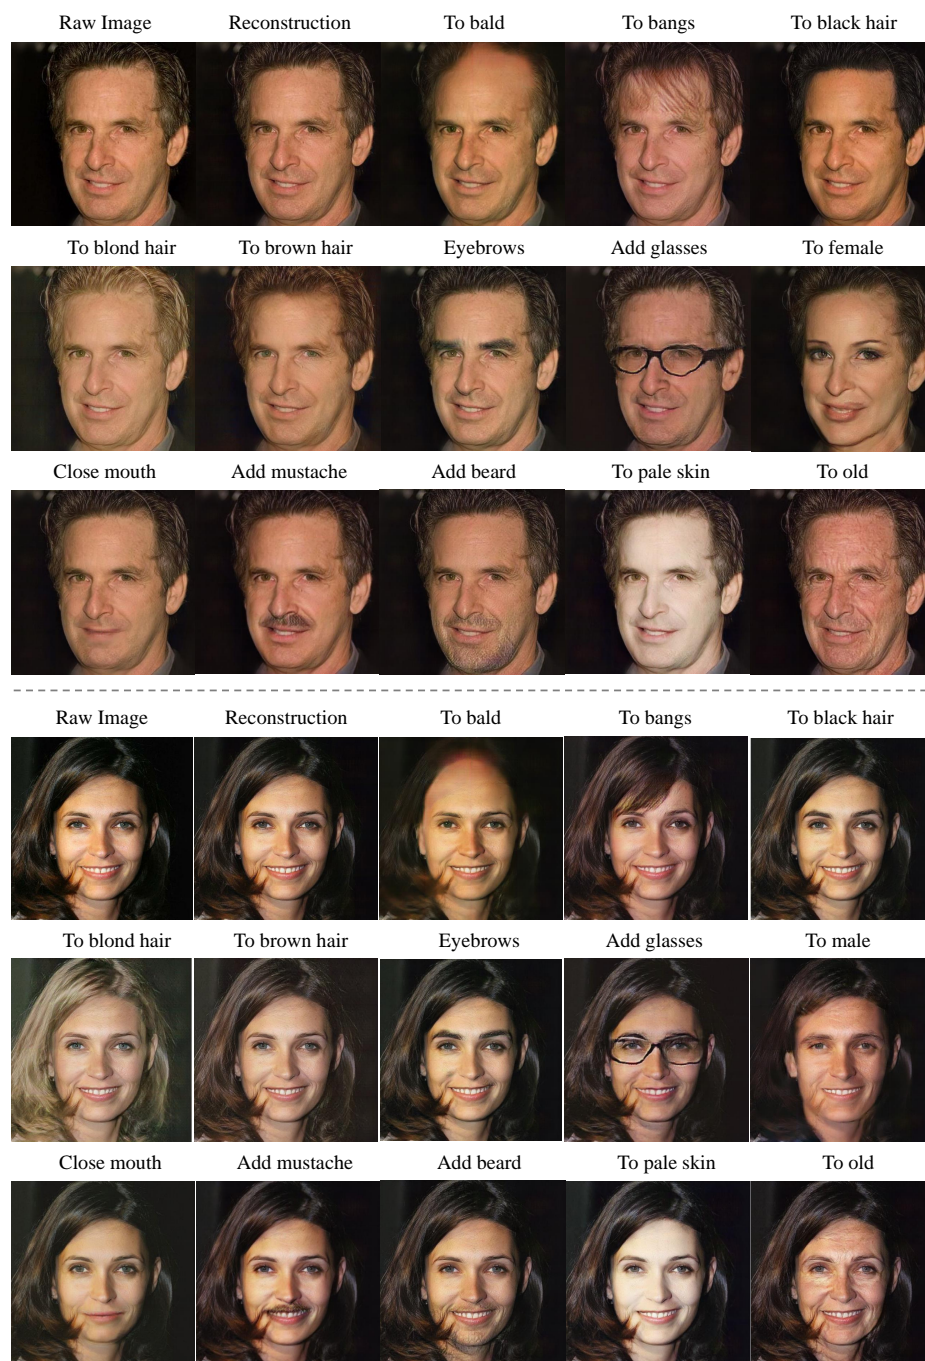 Raw Image Reconstruction To bald To bangs To black hair
To blond hair To brown hair Eyebrows Add glasses To female
Close mouth Add mustache Add beard To pale skin To old
Raw Image Reconstruction To bald To bangs To black hair
To blond hair To brown hair Eyebrows Add glasses To male
Close mouth Add mustache Add beard To pale skin To old